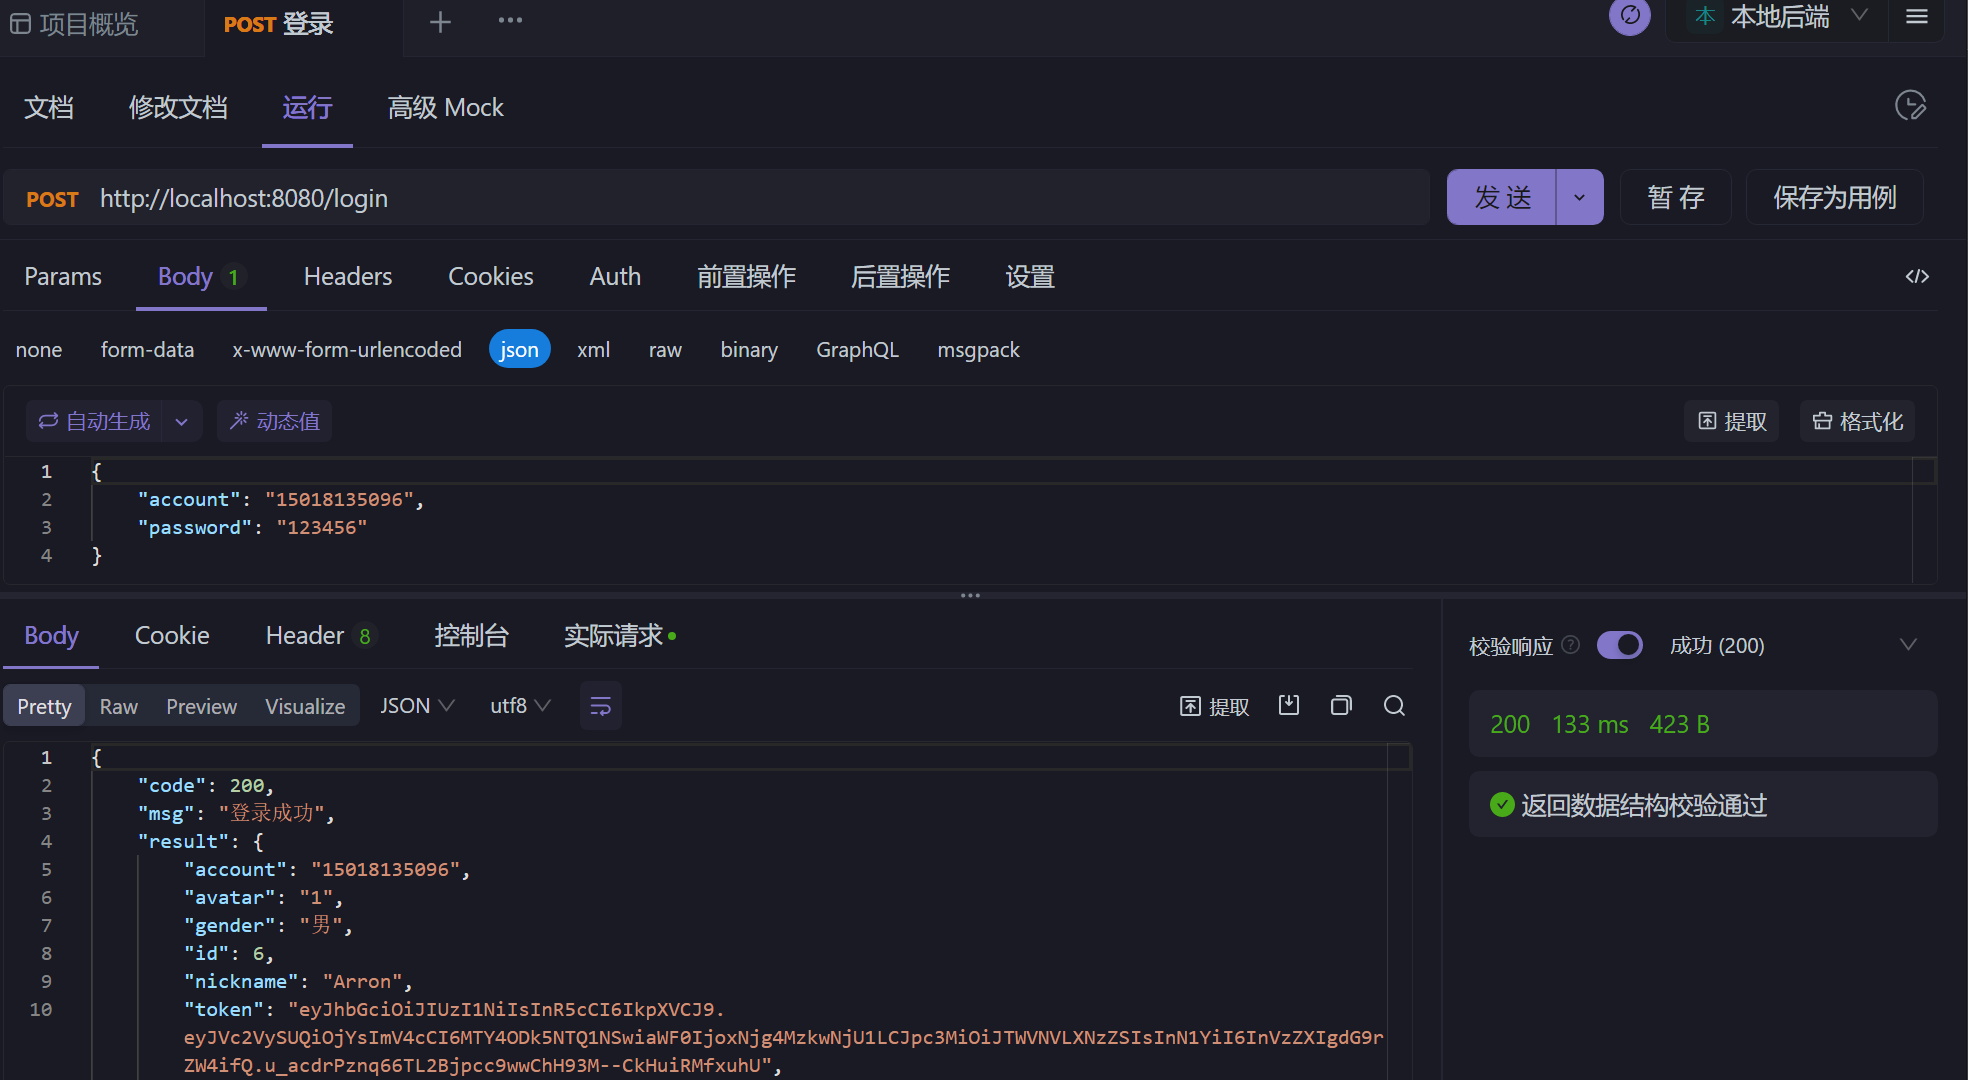 项目概览
POST 登录
本 本地后端
文档 修改文档 运行 高级 Mock
POST http://localhost:8080/login
发 送 暂 存 保存为用例
Params Body 1 Headers Cookies Auth 前置操作 后置操作 设置
none form-data x-www-form-urlencoded json xml raw binary GraphQL msgpack
自动生成 动态值 提取 格式化
1 {
2 "account": "15018135096",
3 "password": "123456"
4 }
Body Cookie Header 8 控制台 实际请求
校验响应 成功 (200)
Pretty Raw Preview Visualize JSON utf8 提取
200 133 ms 423 B
返回数据结构校验通过
1 {
2 "code": 200,
3 "msg": "登录成功",
4 "result": {
5 "account": "15018135096",
6 "avatar": "1",
7 "gender": "男",
8 "id": 6,
9 "nickname": "Arron",
10 "token": "eyJhbGciOiJIUzI1NiIsInR5cCI6IkpXVCJ9.
eyJVc2VySUQiOjYsImV4cCI6MTY4ODk5NTQ1NSwiaWF0IjoxNjg4MzkwNjU1LCJpc3MiOiJTWVNVLXNzZSIsInN1YiI6InVzZXIgdG9r
ZW4ifQ.u_acdrPznq66TL2Bjpcc9wwChH93M--CkHuiRMfxuhU",